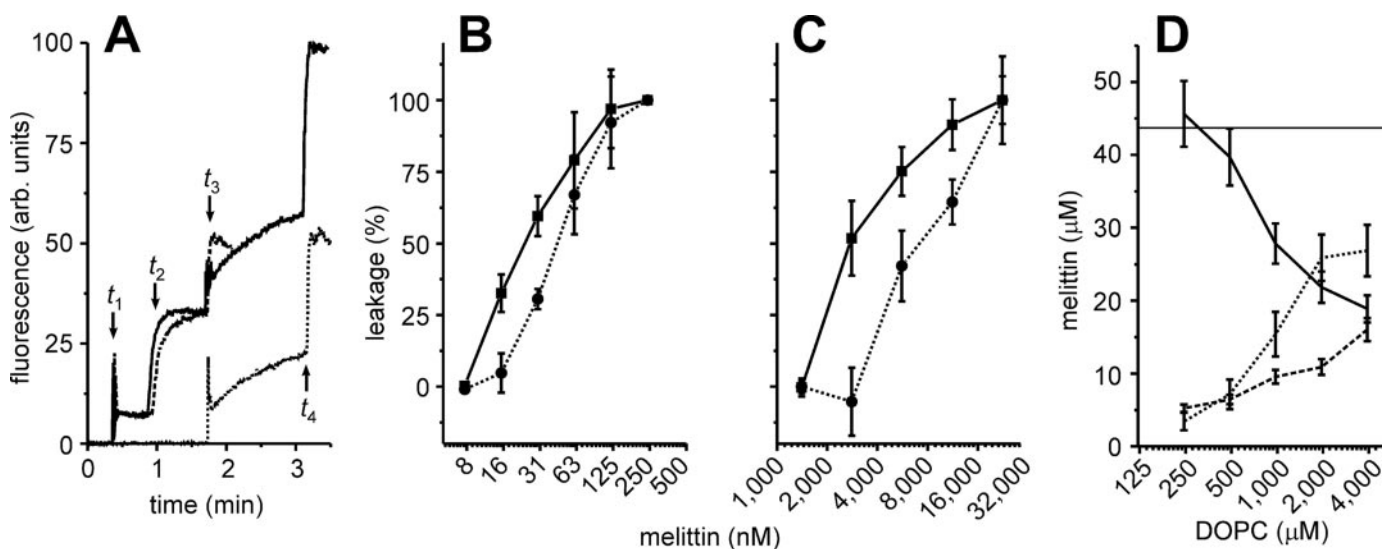 A
B
C
D
fluorescence (arb. units)
100
75
50
25
0
t1
t2
t3
t4
0
1
2
3
time (min)
leakage (%)
100
75
50
25
0
8
16
31
63
125
250
5000
1,000
2,000
4,000
8,000
16,000
32,000
melittin (nM)
melittin (µM)
50
40
30
20
10
0
125
250
500
1,000
2,000
4,000
DOPC (µM)